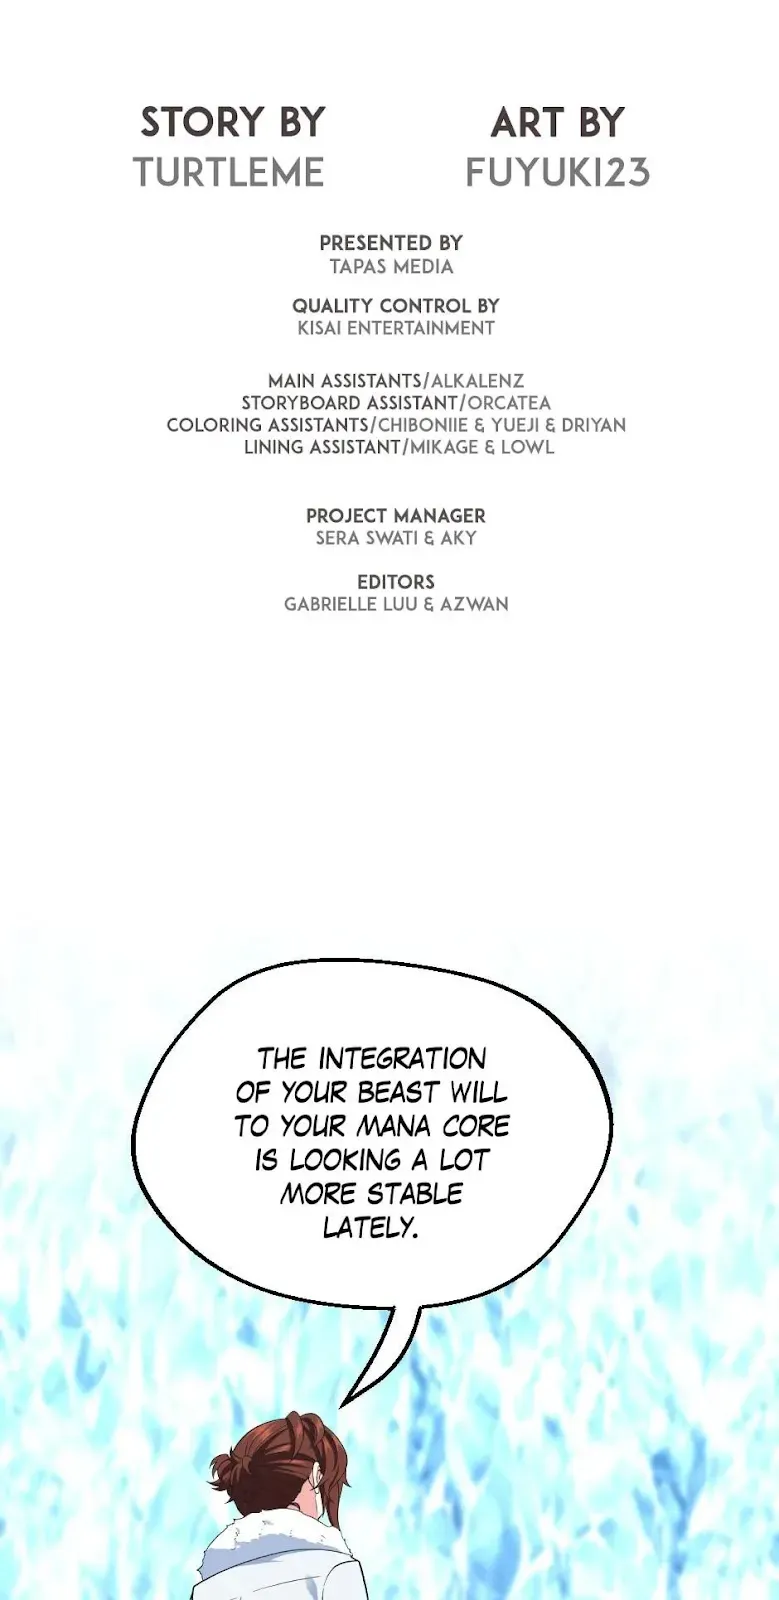 STORY BY
TURTLEME
ART BY
FUYUKI23
PRESENTED BY
TAPAS MEDIA
QUALITY CONTROL BY
KISAI ENTERTAINMENT
MAIN ASSISTANTS/ALKALENZ
STORYBOARD ASSISTANT/ORCATEA
COLORING ASSISTANTS/CHIBONIIE & YUEJI & DRIYAN
LINING ASSISTANT/MIKAGE & LOWL
PROJECT MANAGER
SERA SWATI & AKY
EDITORS
GABRIELLE LUU & AZWAN
THE INTEGRATION
OF YOUR BEAST WILL
TO YOUR MANA CORE
IS LOOKING A LOT
MORE STABLE
LATELY.